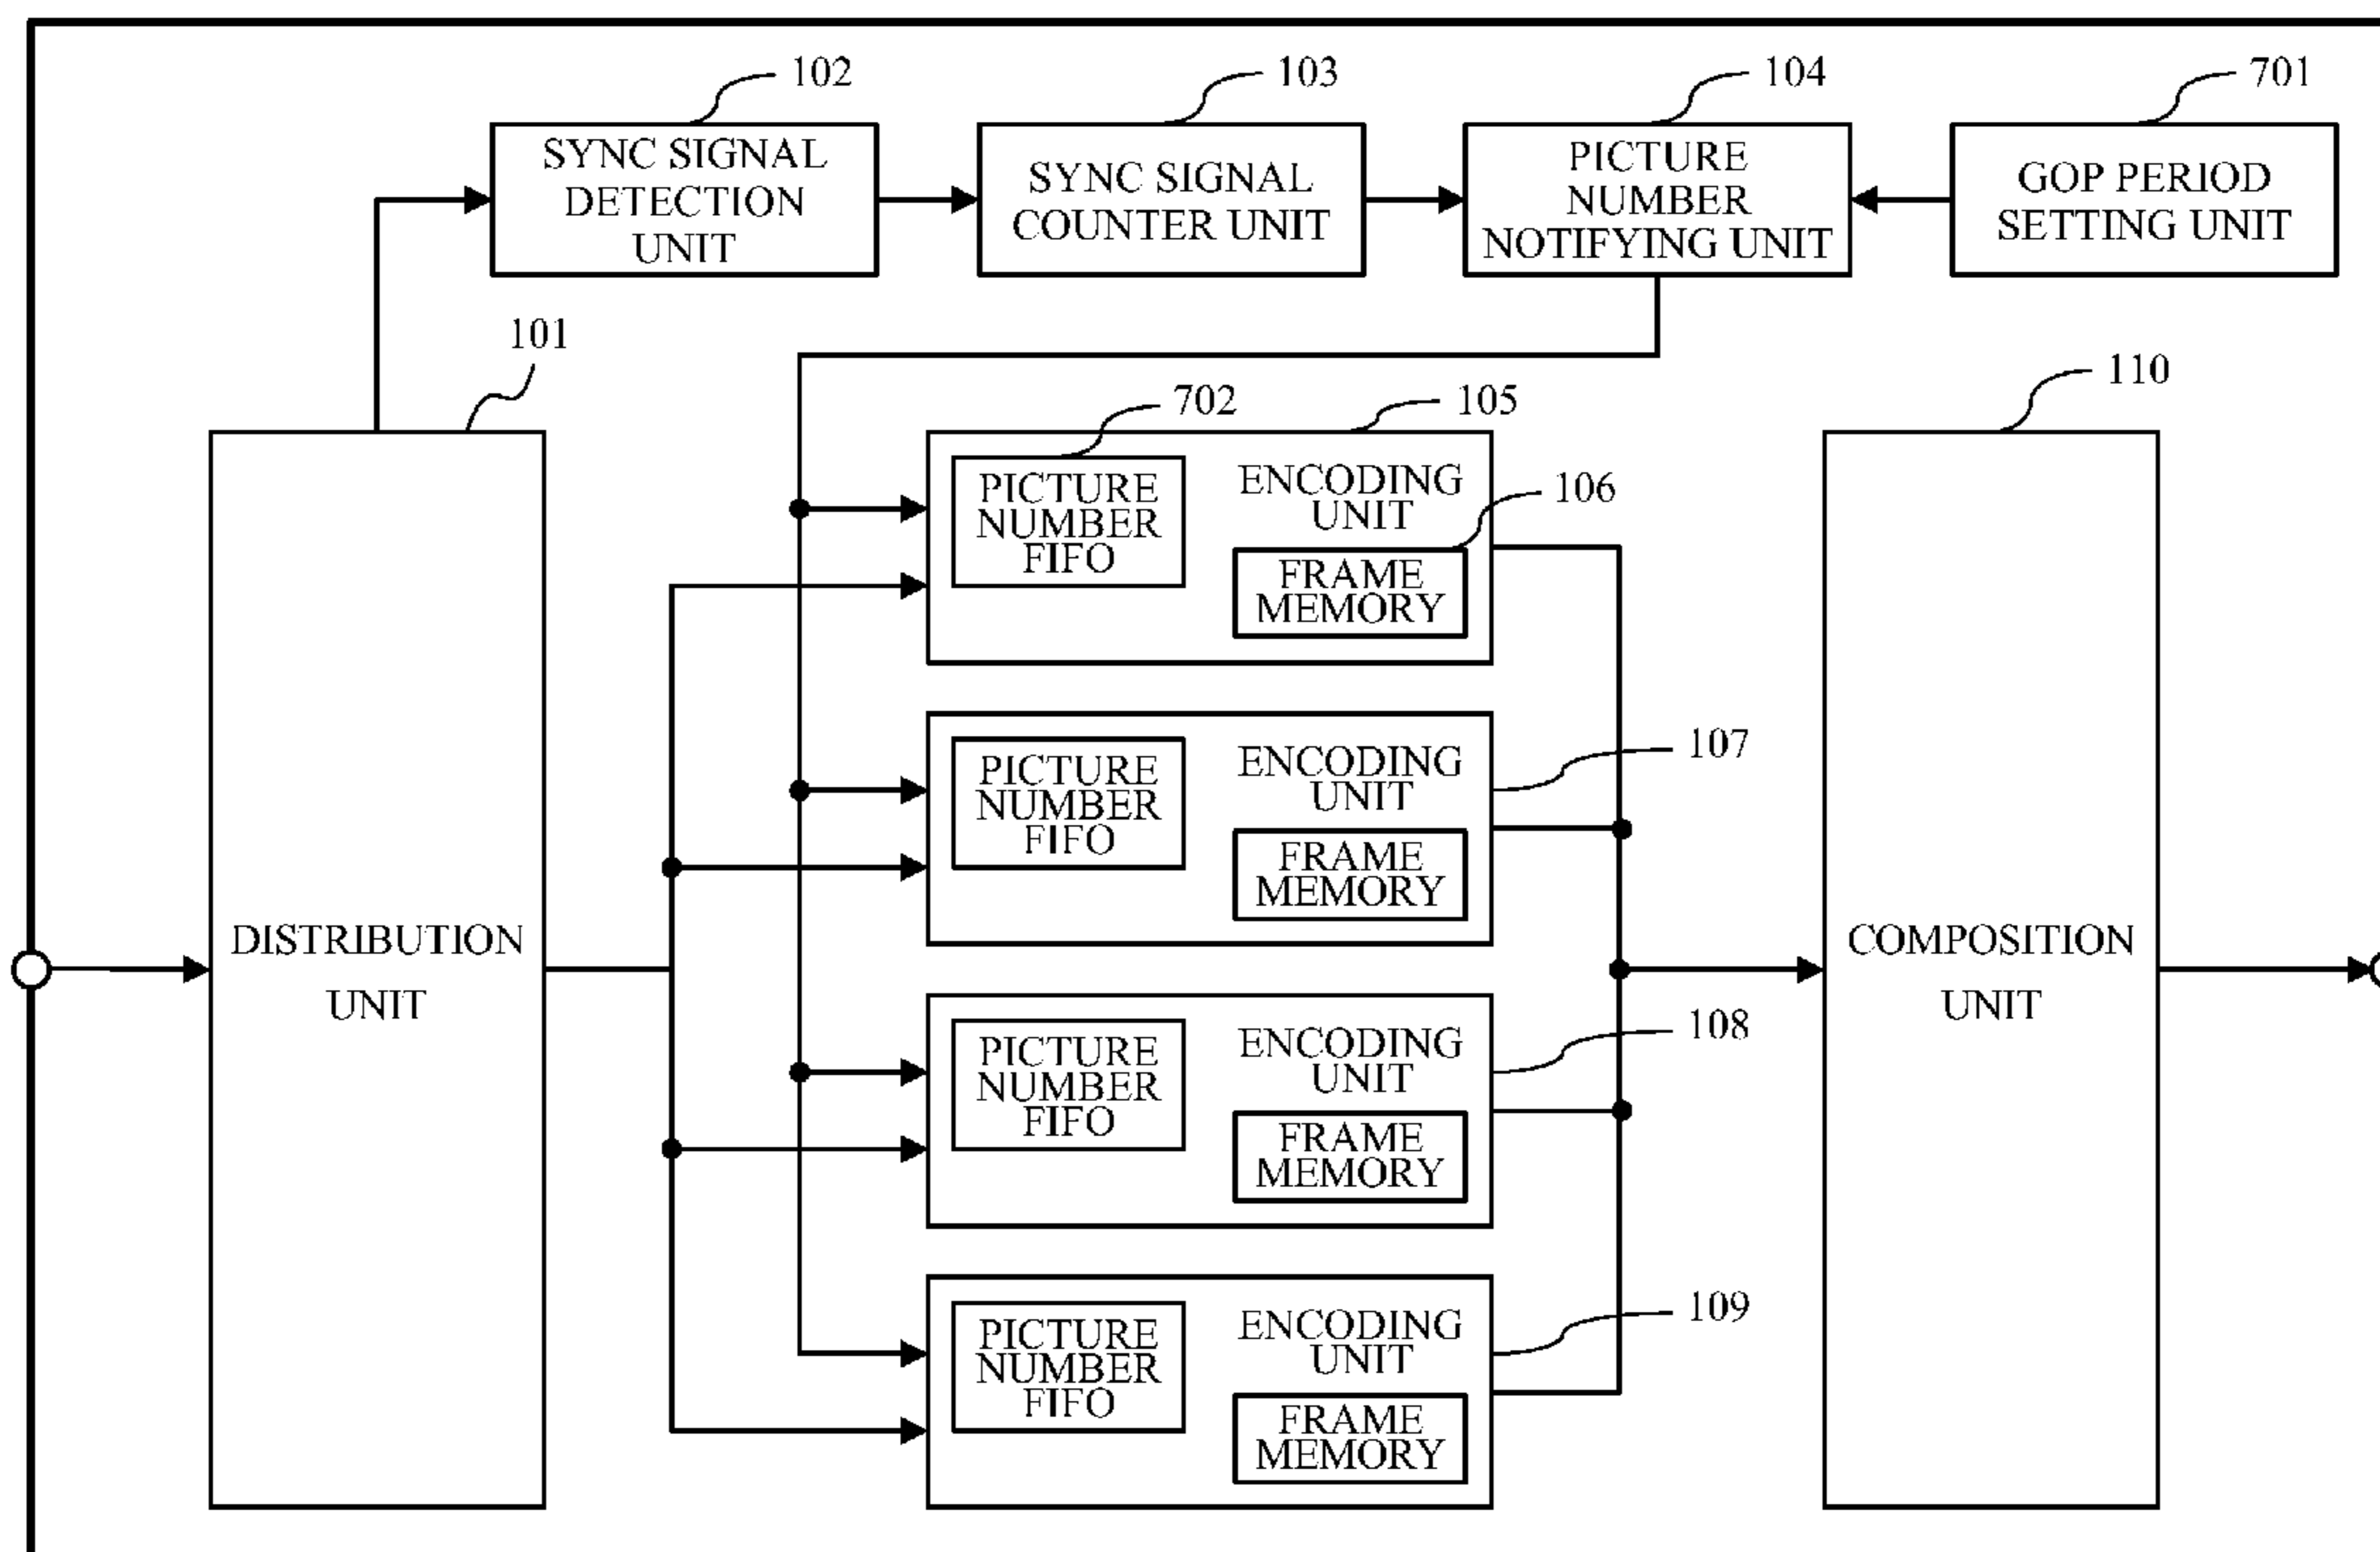 102
103
104
701
SYNC SIGNAL
DETECTION
UNIT
SYNC SIGNAL
COUNTER UNIT
PICTURE
NUMBER
NOTIFYING UNIT
GOP PERIOD
SETTING UNIT
101
110
702
105
PICTURE
NUMBER
FIFO
ENCODING
UNIT
106
FRAME
MEMORY
PICTURE
NUMBER
FIFO
ENCODING
UNIT
107
FRAME
MEMORY
DISTRIBUTION
UNIT
COMPOSITION
UNIT
PICTURE
NUMBER
FIFO
ENCODING
UNIT
108
FRAME
MEMORY
PICTURE
NUMBER
FIFO
ENCODING
UNIT
109
FRAME
MEMORY